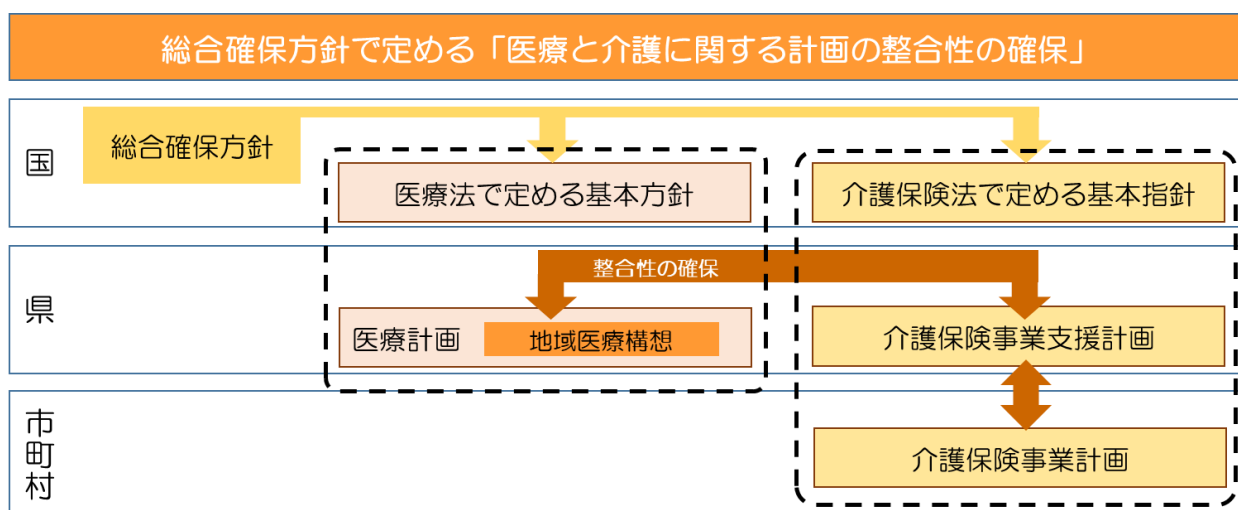 総合確保方針で定める「医療と介護に関する計画の整合性の確保」
国
総合確保方針
医療法で定める基本方針
介護保険法で定める基本指針
県
整合性の確保
医療計画
地域医療構想
介護保険事業支援計画
市町村
介護保険事業計画